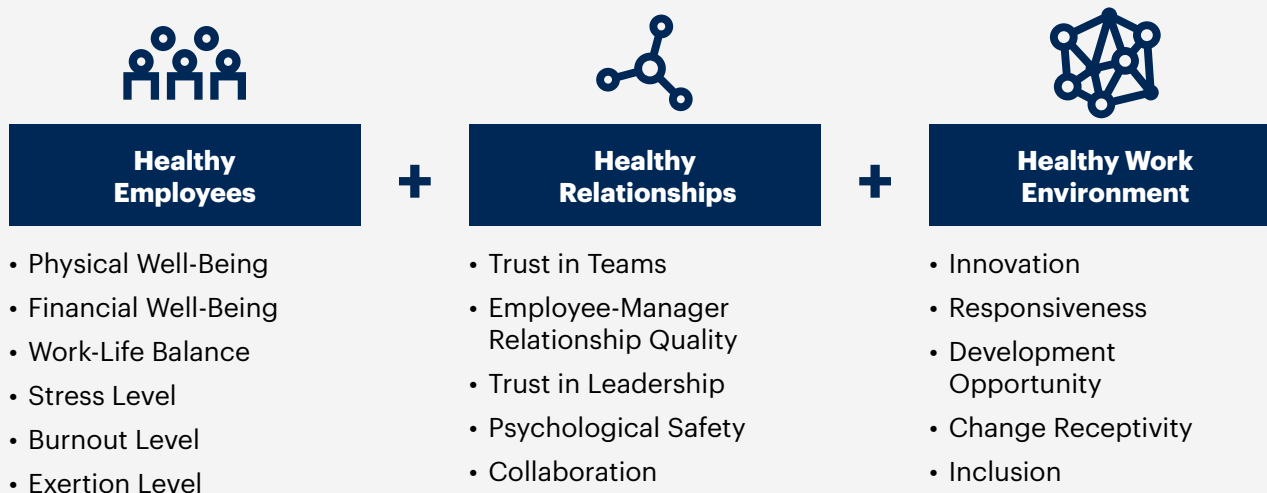 Healthy
Employees
+
Healthy
Relationships
+
Healthy Work
Environment
• Physical Well-Being
• Financial Well-Being
• Work-Life Balance
• Stress Level
• Burnout Level
• Exertion Level
• Trust in Teams
• Employee-Manager
Relationship Quality
• Trust in Leadership
• Psychological Safety
• Collaboration
• Innovation
• Responsiveness
• Development
Opportunity
• Change Receptivity
• Inclusion